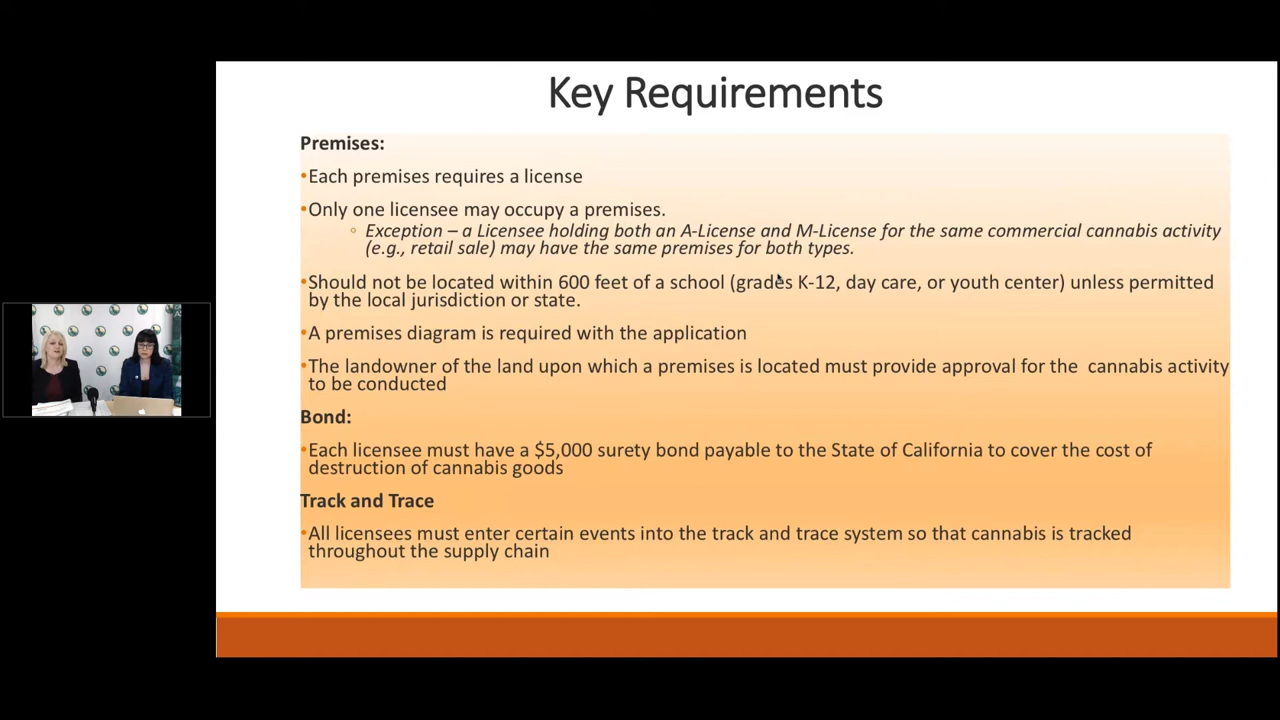 Key Requirements
Premises:
•Each premises requires a license
•Only one licensee may occupy a premises.
◦ Exception – a Licensee holding both an A-License and M-License for the same commercial cannabis activity
(e.g., retail sale) may have the same premises for both types.
•Should not be located within 600 feet of a school (grades K-12, day care, or youth center) unless permitted
by the local jurisdiction or state.
•A premises diagram is required with the application
•The landowner of the land upon which a premises is located must provide approval for the  cannabis activity
to be conducted
Bond:
•Each licensee must have a $5,000 surety bond payable to the State of California to cover the cost of
destruction of cannabis goods
Track and Trace
•All licensees must enter certain events into the track and trace system so that cannabis is tracked
throughout the supply chain